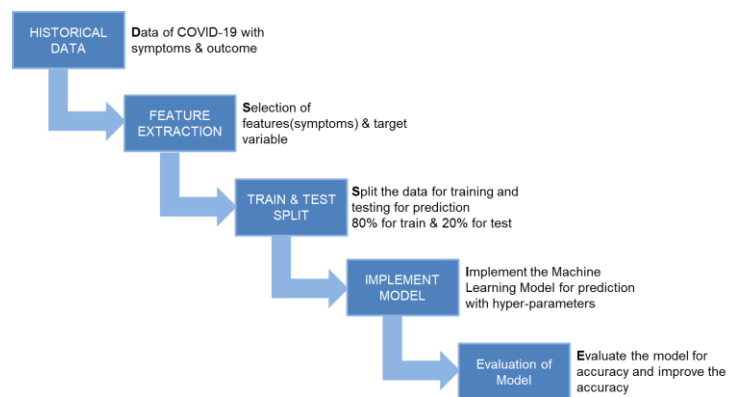 HISTORICAL
DATA
Data of COVID-19 with
symptoms & outcome
FEATURE
EXTRACTION
Selection of
features(symptoms) & target
variable
TRAIN & TEST
SPLIT
Split the data for training and
testing for prediction
80% for train & 20% for test
IMPLEMENT
MODEL
Implement the Machine
Learning Model for prediction
with hyper-parameters
Evaluation of
Model
Evaluate the model for
accuracy and improve the
accuracy